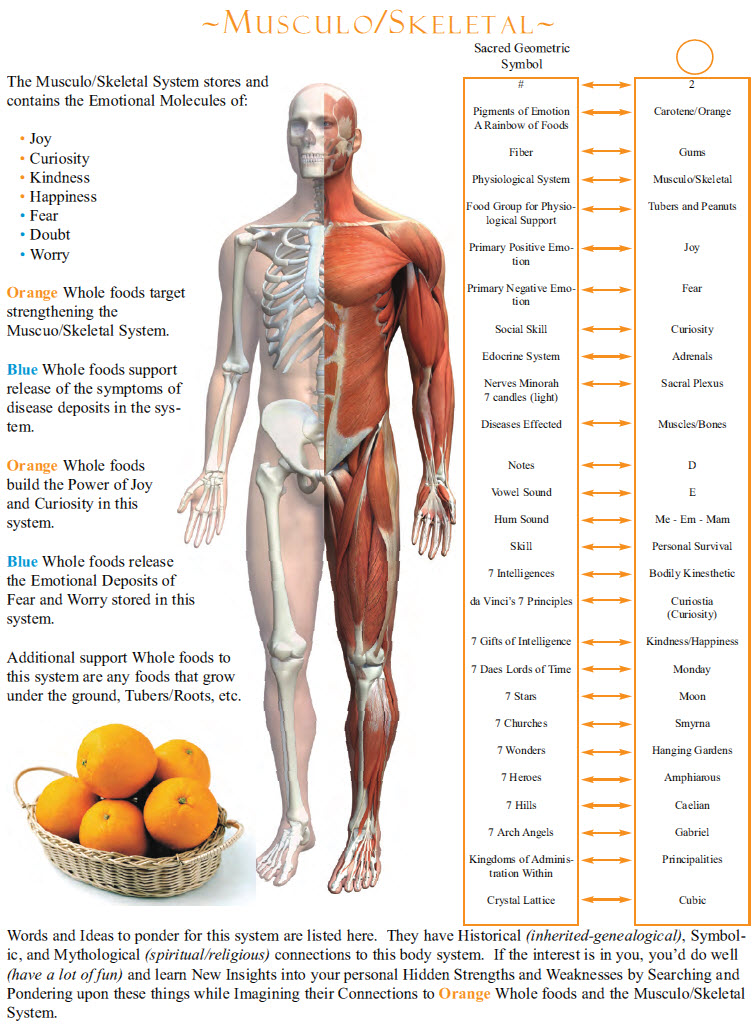 ~Musculo/Skeletal~
The Musculo/Skeletal System stores and
contains the Emotional Molecules of:
• Joy
• Curiosity
• Kindness
• Happiness
• Fear
• Doubt
• Worry
Orange Whole foods target
strengthening the
Muscuo/Skeletal System.
Blue Whole foods support
release of the symptoms of
disease deposits in the sys-
tem.
Orange Whole foods
build the Power of Joy
and Curiosity in this
system.
Blue Whole foods release
the Emotional Deposits of
Fear and Worry stored in this
system.
Additional support Whole foods to
this system are any foods that grow
under the ground, Tubers/Roots, etc.
Sacred Geometric
Symbol
# 2
Pigments of Emotion
A Rainbow of Foods
Carotene/Orange
Fiber Gums
Physiological System Musculo/Skeletal
Food Group for Physio-
logical Support
Tubers and Peanuts
Primary Positive Emo-
tion
Joy
Primary Negative Emo-
tion
Fear
Social Skill Curiosity
Edocrine System Adrenals
Nerves Minorah
7 candles (light)
Sacral Plexus
Diseases Effected Muscles/Bones
Notes D
Vowel Sound E
Hum Sound Me - Em - Mam
Skill Personal Survival
7 Intelligences Bodily Kinesthetic
da Vinci's 7 Principles Curiostia
(Curiosity)
7 Gifts of Intelligence Kindness/Happiness
7 Daes Lords of Time Monday
7 Stars Moon
7 Churches Smyrna
7 Wonders Hanging Gardens
7 Heroes Amphiarous
7 Hills Caelian
7 Arch Angels Gabriel
Kingdoms of Adminis-
tration Within
Principalities
Crystal Lattice Cubic
Words and Ideas to ponder for this system are listed here. They have Historical (inherited-genealogical), Symbol-
ic, and Mythological (spiritual/religious) connections to this body system. If the interest is in you, you'd do well
(have a lot of fun) and learn New Insights into your personal Hidden Strengths and Weaknesses by Searching and
Pondering upon these things while Imagining their Connections to Orange Whole foods and the Musculo/Skeletal
System.